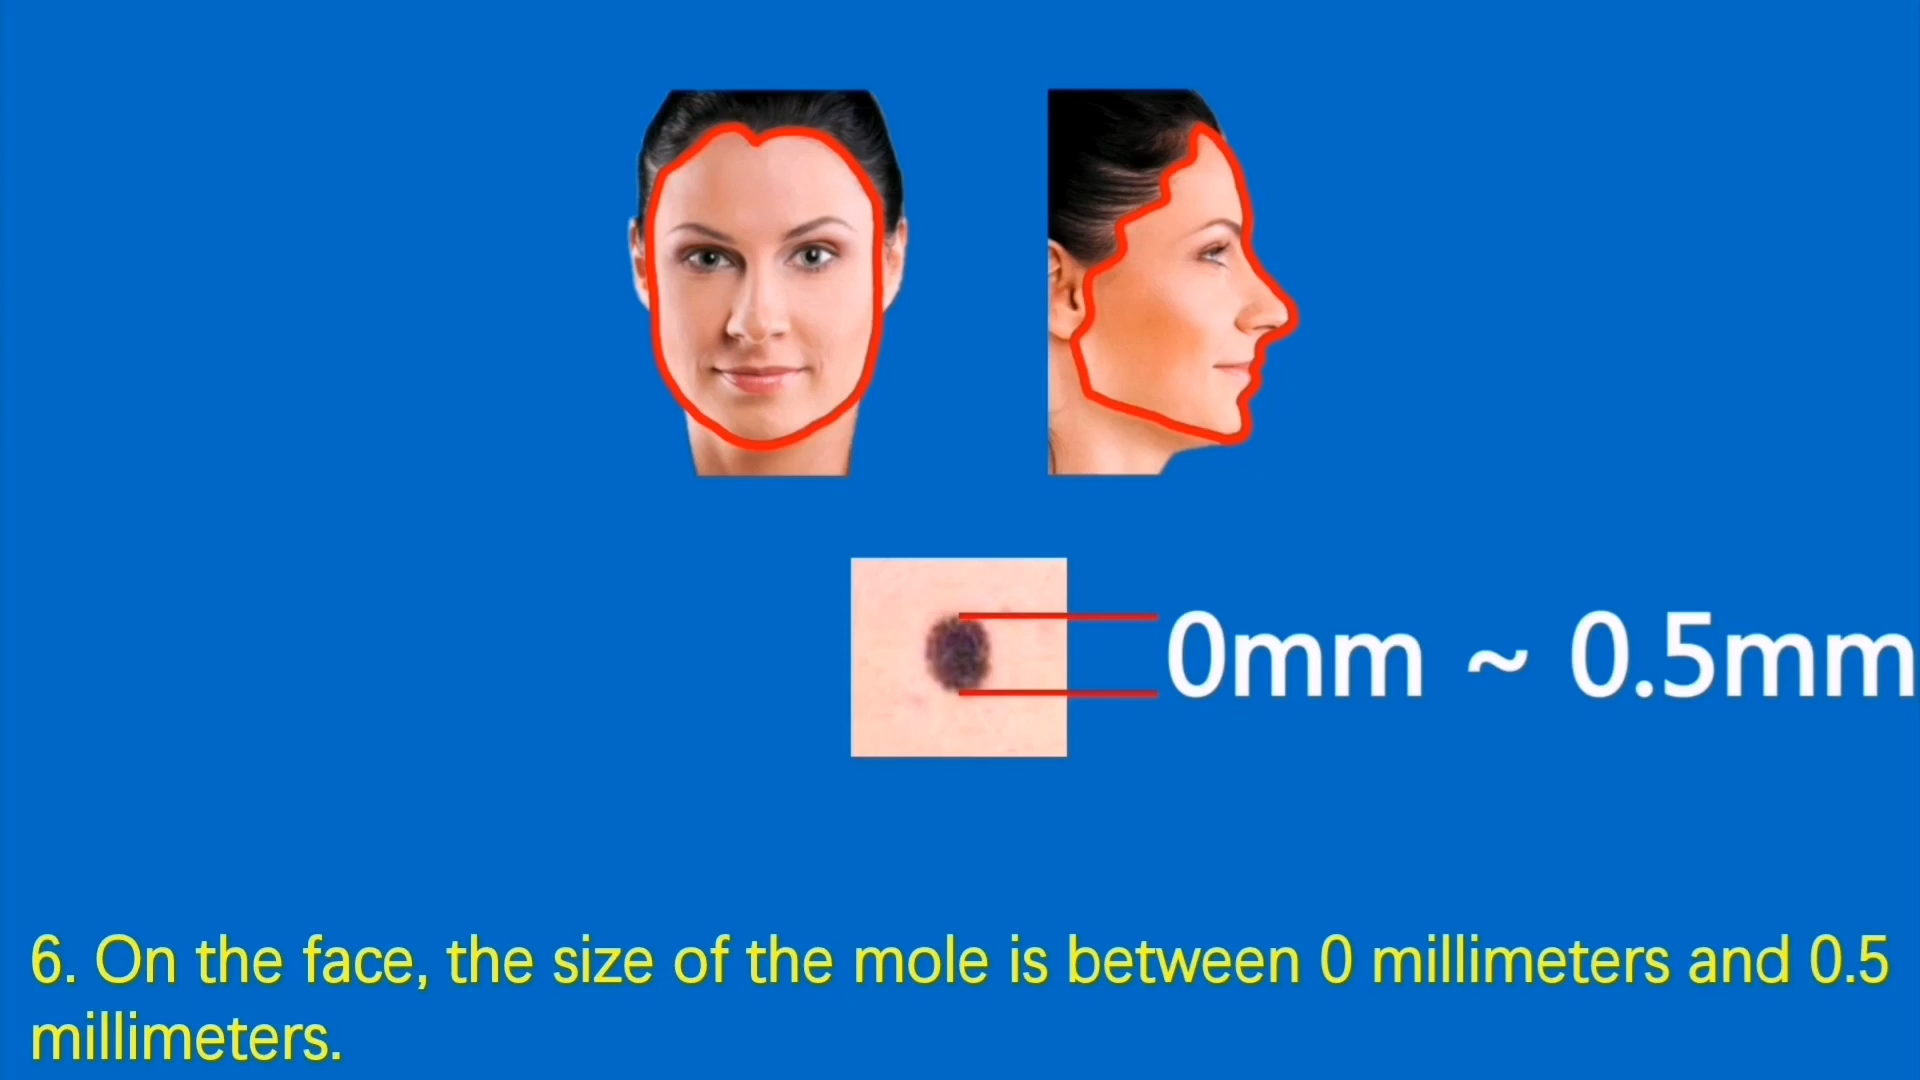 0mm ~ 0.5mm
6. On the face, the size of the mole is between 0 millimeters and 0.5
millimeters.